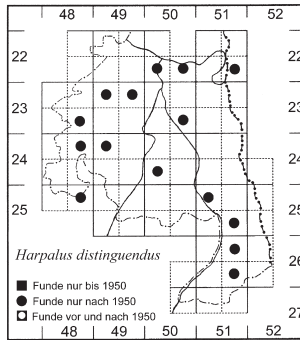 48 49 50 51 52
22 22
23 23
24 24
25 25
Harpalus distinguendus
26
Funde nur bis 1950
Funde nur nach 1950
Funde vor und nach 1950
27
48 49 50 51 52